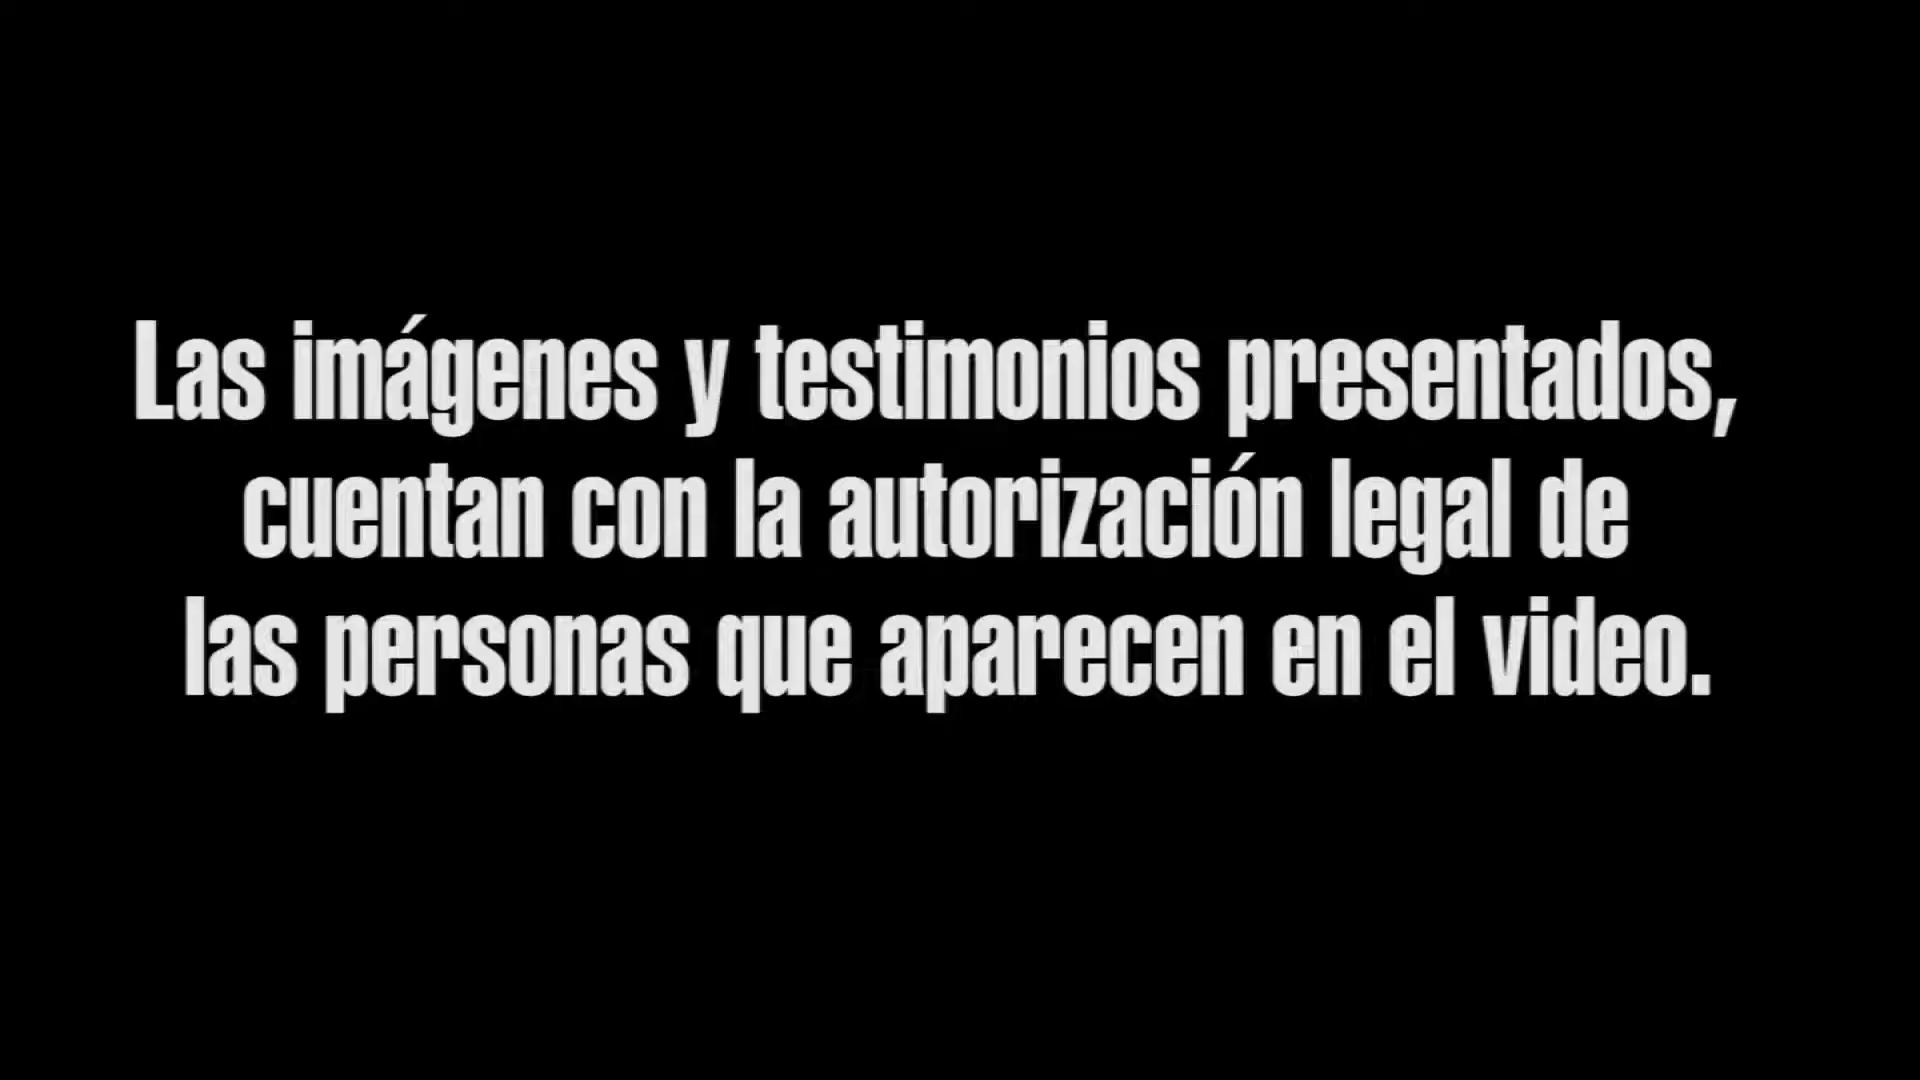 Las imágenes y testimonios presentados,
cuentan con la autorización legal de
las personas que aparecen en el video.